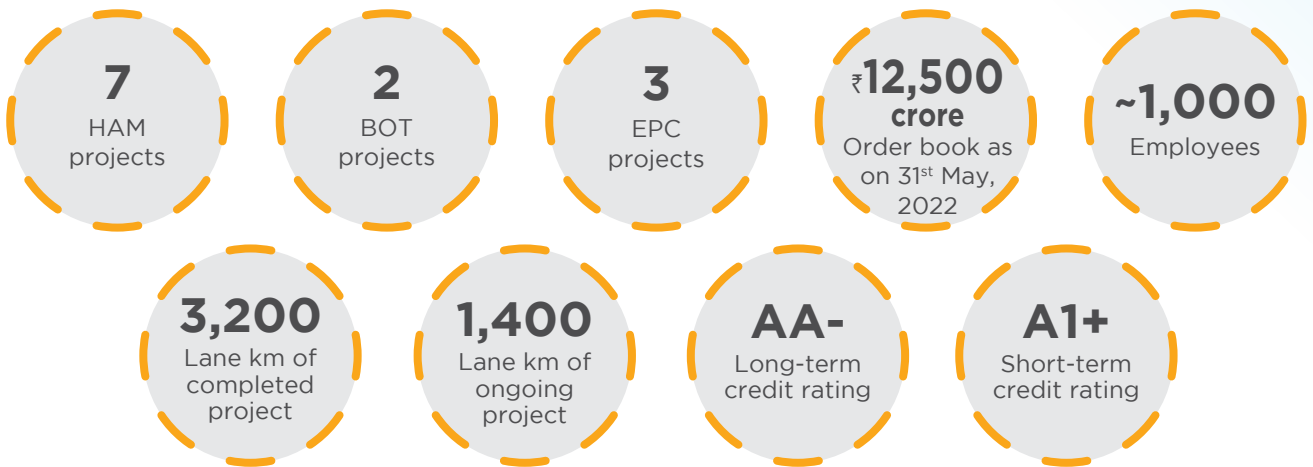 7
HAM
projects
2
BOT
projects
3
EPC
projects
₹12,500
crore
Order book as
on 31st May,
2022
~1,000
Employees
3,200
Lane km of
completed
project
1,400
Lane km of
ongoing
project
AA-
Long-term
credit rating
A1+
Short-term
credit rating